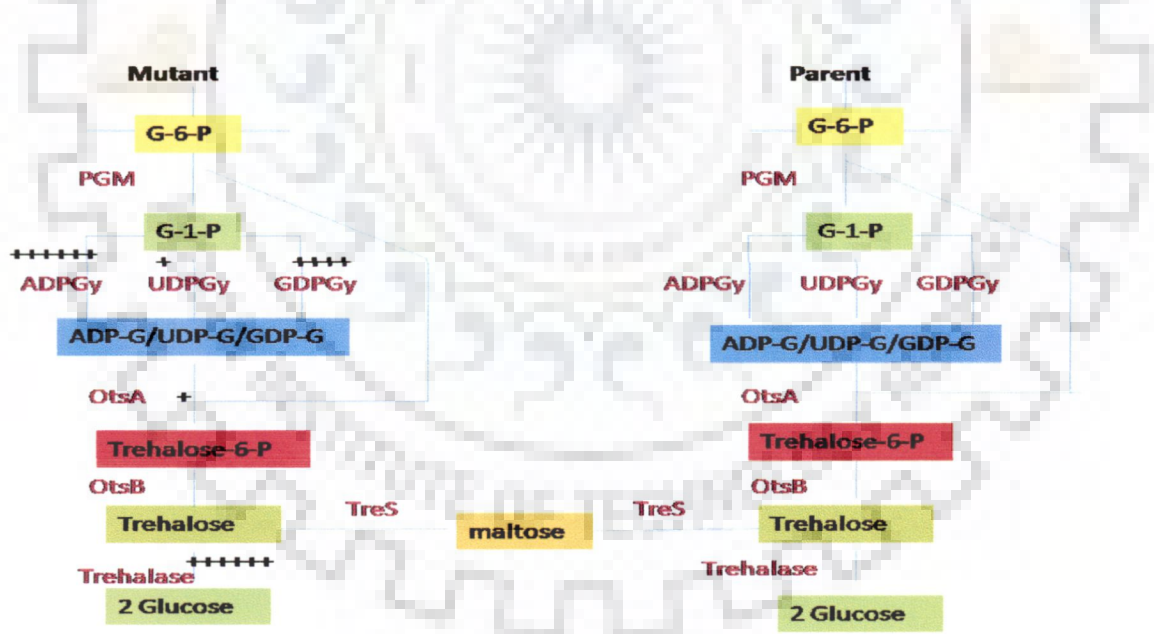 Mutant
G-6-P
PGM
G-1-P
++++++ + ++++
ADPGy UDPGy GDPGy
ADP-G/UDP-G/GDP-G
OtsA +
Trehalose-6-P
OtsB
Trehalose
TreS
maltose
++++++
Trehalase
2 Glucose
Parent
G-6-P
PGM
G-1-P
ADPGy UDPGy GDPGy
ADP-G/UDP-G/GDP-G
OtsA
Trehalose-6-P
OtsB
TreS
Trehalose
Trehalase
2 Glucose